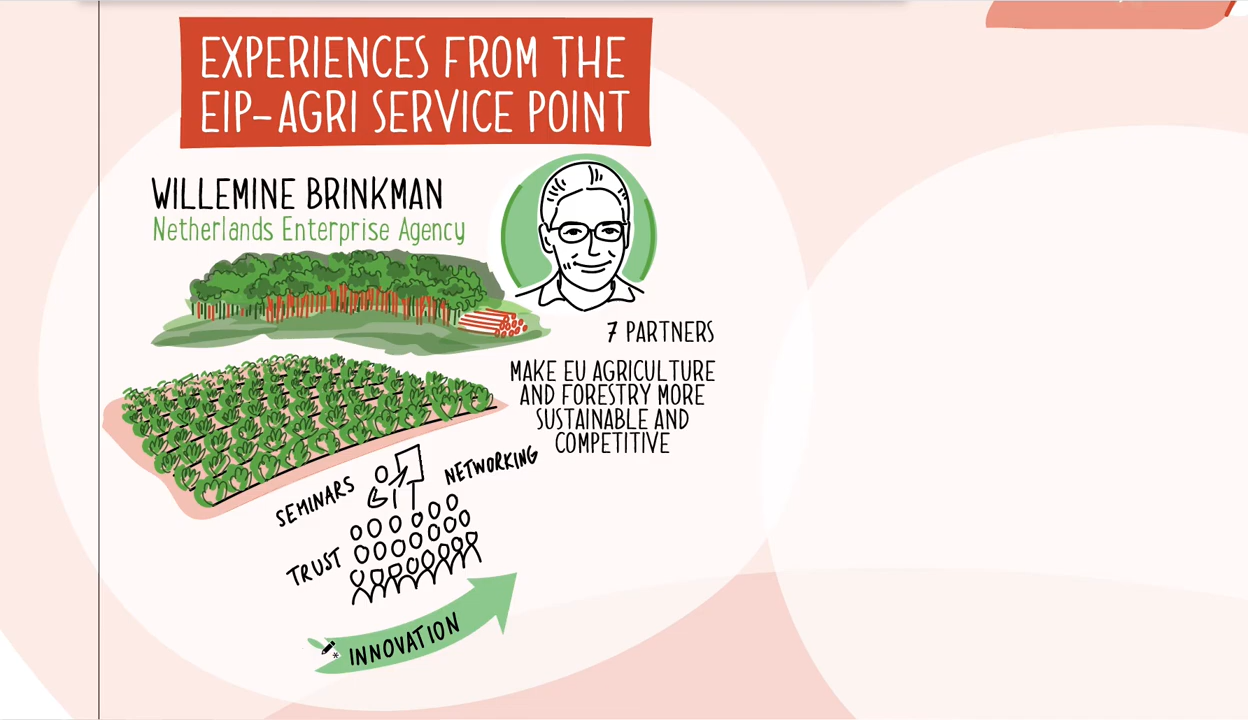 EXPERIENCES FROM THE
EIP-AGRI SERVICE POINT
WILLEMINE BRINKMAN
Netherlands Enterprise Agency
7 PARTNERS
MAKE EU AGRICULTURE
AND FORESTRY MORE
SUSTAINABLE AND
COMPETITIVE
SEMINARS
NETWORKING
TRUST
INNOVATION